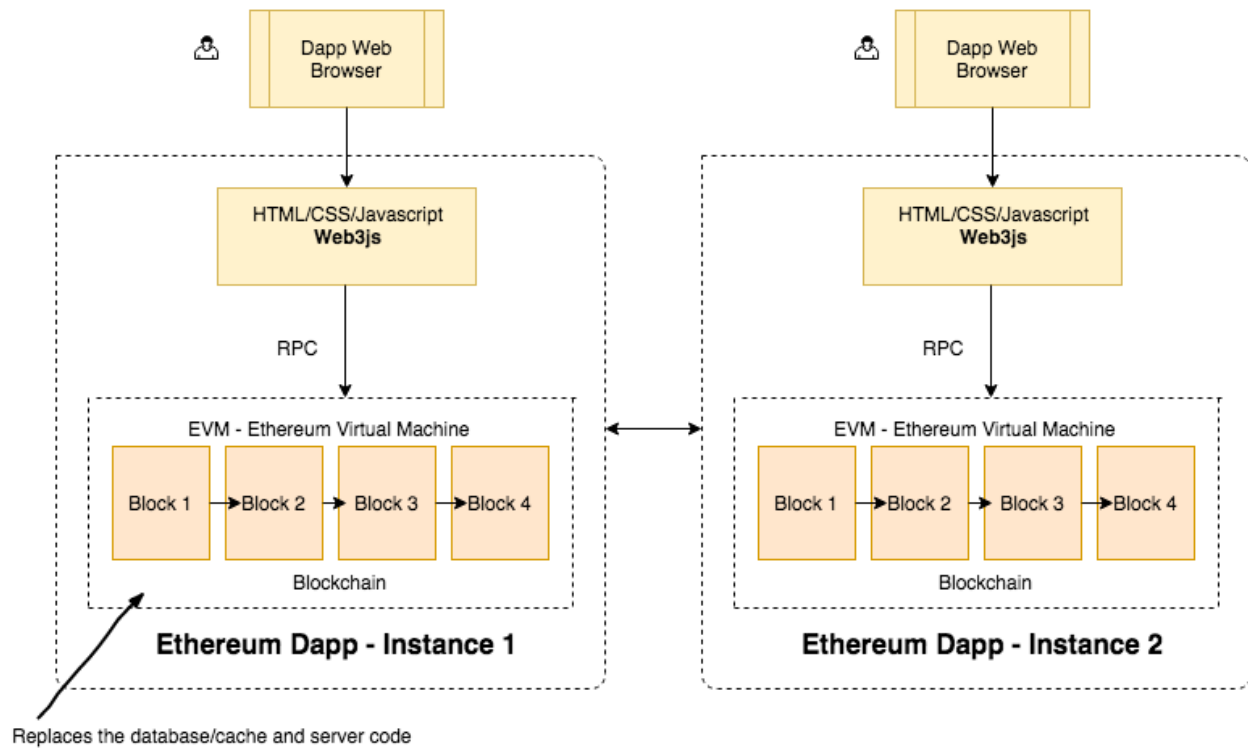 Dapp Web
Browser
HTML/CSS/Javascript
Web3js
RPC
EVM - Ethereum Virtual Machine
Block 1
Block 2
Block 3
Block 4
Blockchain
Ethereum Dapp - Instance 1
Replaces the database/cache and server code
Dapp Web
Browser
HTML/CSS/Javascript
Web3js
RPC
EVM - Ethereum Virtual Machine
Block 1
Block 2
Block 3
Block 4
Blockchain
Ethereum Dapp - Instance 2